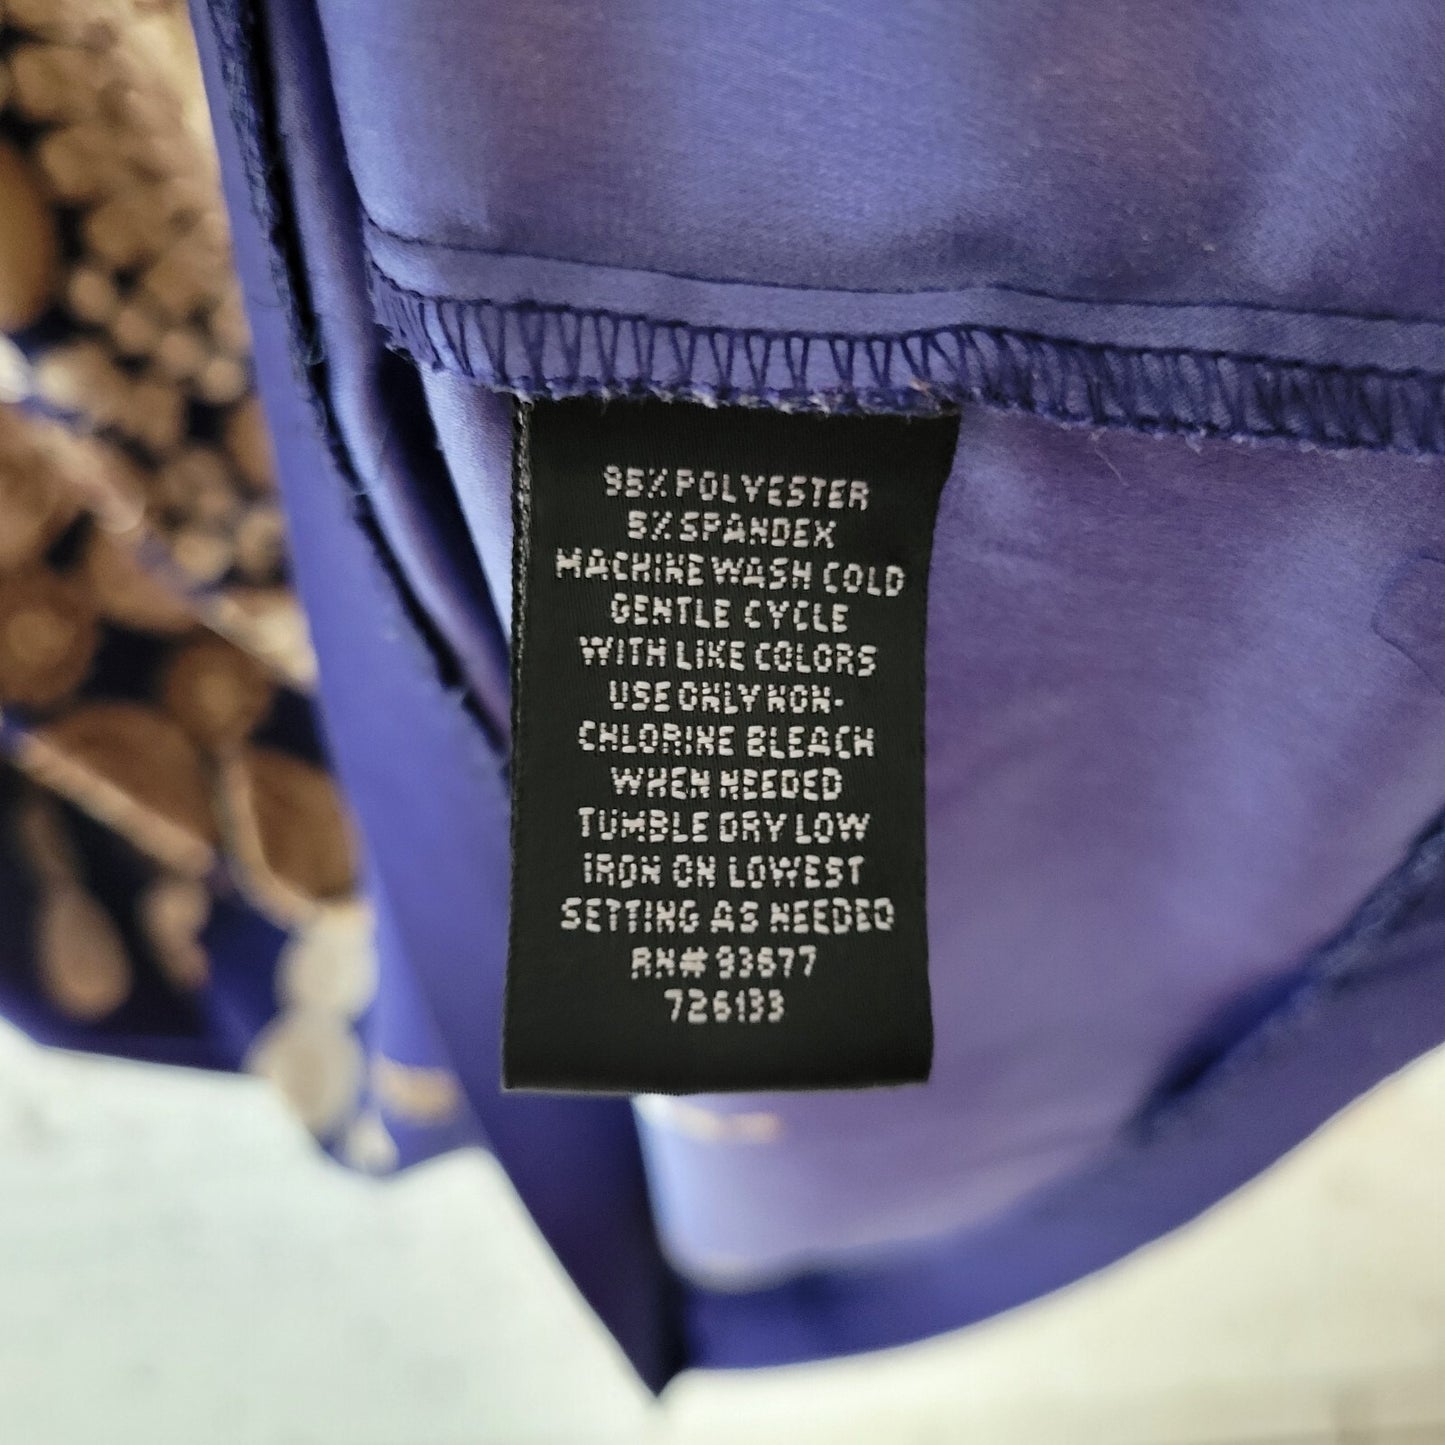 95% POLYESTER
5% SPANDEX
MACHINE WASH COLD
GENTLE CYCLE
WITH LIKE COLORS
USE ONLY NON-
CHLORINE BLEACH
WHEN NEEDED
TUMBLE DRY LOW
IRON ON LOWEST
SETTING AS NEEDED
RN# 93677
726133